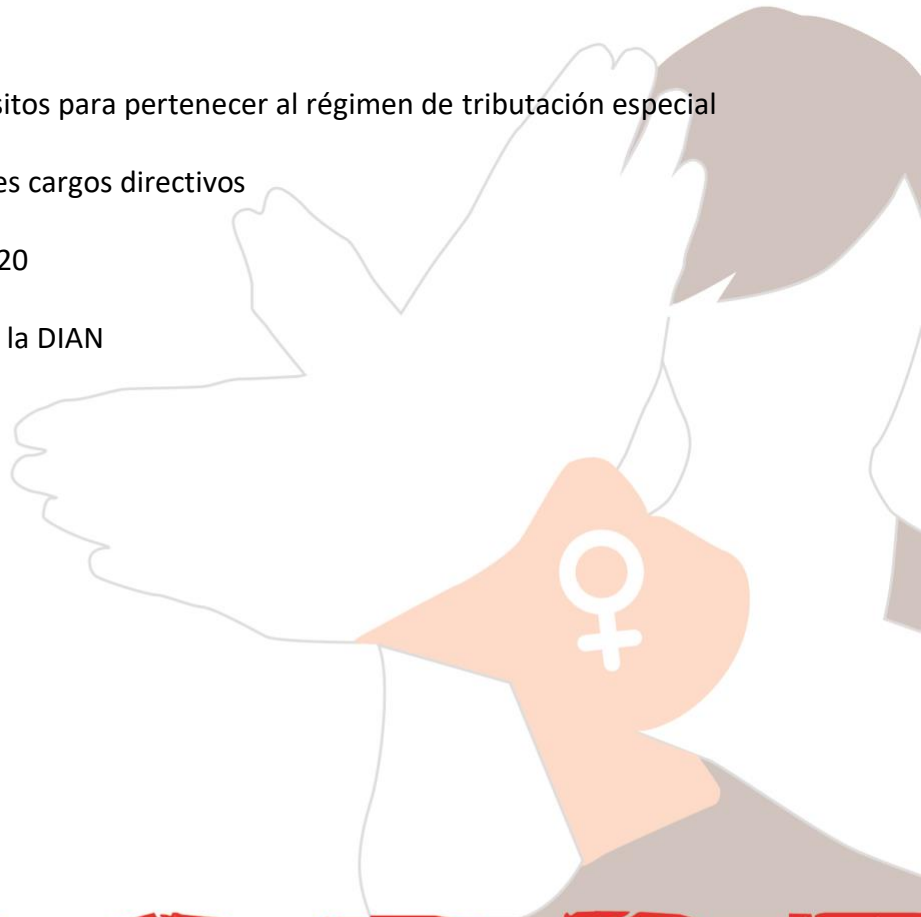 sitos para pertenecer al régimen de tributación especial
es cargos directivos
20
la DIAN